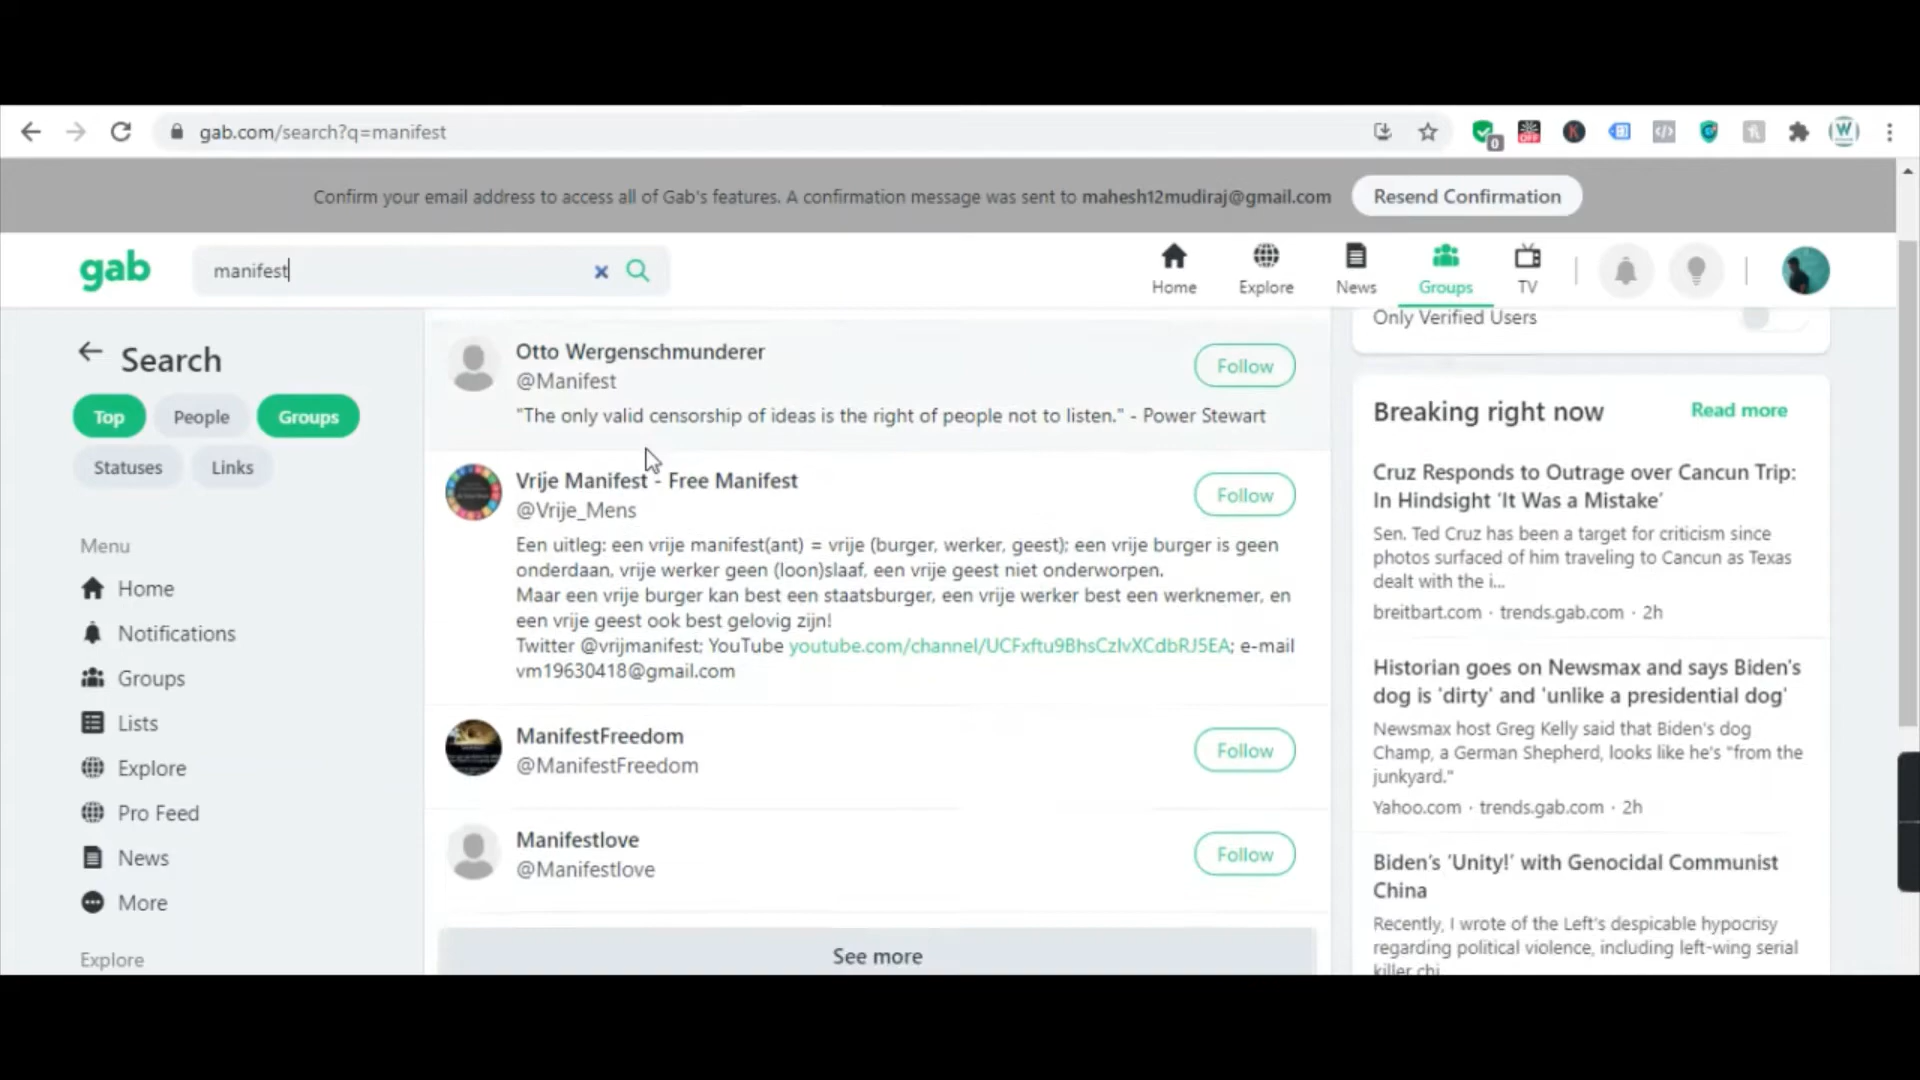 gab.com/search?q=manifest
0
OFF
K
W
Confirm your email address to access all of Gab's features. A confirmation message was sent to mahesh12mudiraj@gmail.com
Resend Confirmation
gab
manifest
Home
Explore
News
Groups
TV
Search
Top
People
Groups
Statuses
Links
Menu
Home
Notifications
Groups
Lists
Explore
Pro Feed
News
More
Explore
Otto Wergenschmunderer
@Manifest
Follow
"The only valid censorship of ideas is the right of people not to listen." - Power Stewart
Vrije Manifest - Free Manifest
@Vrije_Mens
Follow
Een uitleg: een vrije manifest(ant) = vrije (burger, werker, geest); een vrije burger is geen
onderdaan, vrije werker geen (loon)slaaf, een vrije geest niet onderworpen.
Maar een vrije burger kan best een staatsburger, een vrije werker best een werknemer, en
een vrije geest ook best gelovig zijn!
Twitter @vrijmanifest; YouTube youtube.com/channel/UCFxftu9BhsCzlvXCdbRJ5EA; e-mail
vm19630418@gmail.com
ManifestFreedom
@ManifestFreedom
Follow
Manifestlove
@Manifestlove
Follow
See more
Only Verified Users
Breaking right now
Read more
Cruz Responds to Outrage over Cancun Trip:
In Hindsight ‘It Was a Mistake’
Sen. Ted Cruz has been a target for criticism since
photos surfaced of him traveling to Cancun as Texas
dealt with the i...
breitbart.com · trends.gab.com · 2h
Historian goes on Newsmax and says Biden's
dog is 'dirty' and 'unlike a presidential dog'
Newsmax host Greg Kelly said that Biden's dog
Champ, a German Shepherd, looks like he's "from the
junkyard."
Yahoo.com · trends.gab.com · 2h
Biden’s ‘Unity!’ with Genocidal Communist
China
Recently, I wrote of the Left's despicable hypocrisy
regarding political violence, including left-wing serial
killer chi